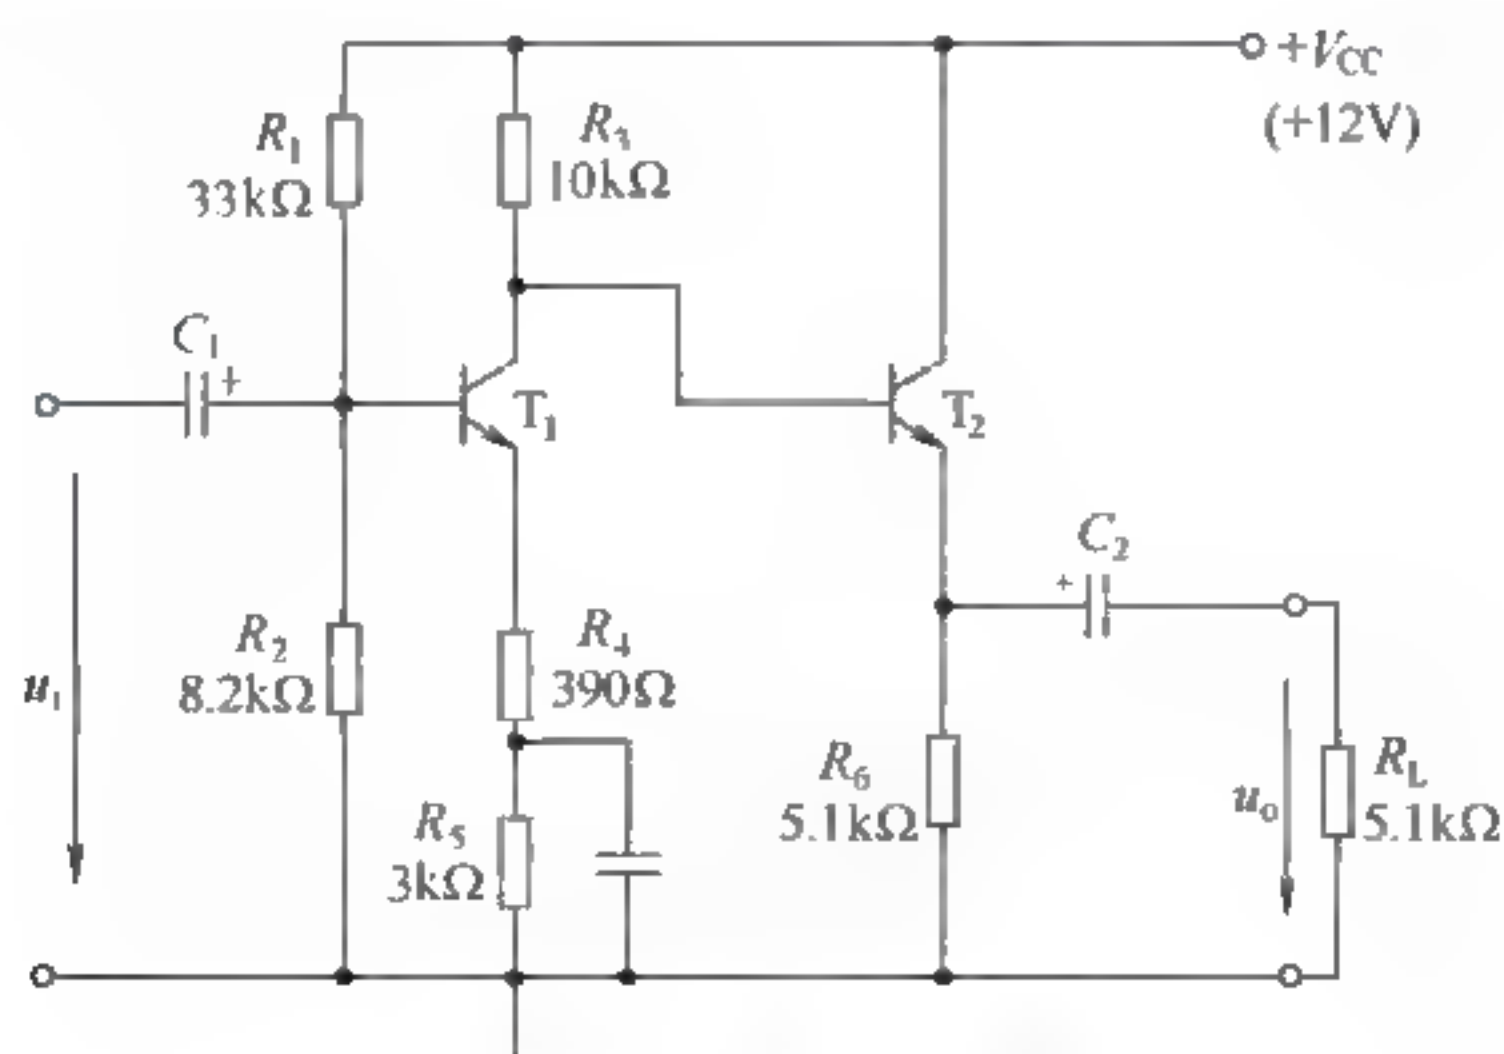 +V_CC
(+12V)
R_1
33kΩ
R_3
10kΩ
C_1
+
T_1
T_2
C_2
+
R_2
8.2kΩ
R_4
390Ω
u_i
R_5
3kΩ
R_6
5.1kΩ
u_o
R_L
5.1kΩ